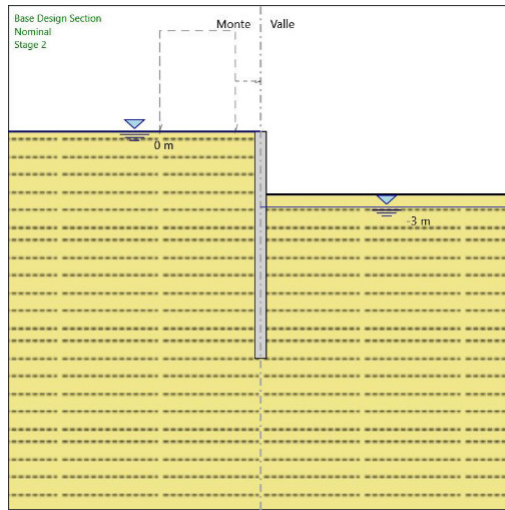 Base Design Section
Nominal
Stage 2
Monte Valle
0 m
-3 m